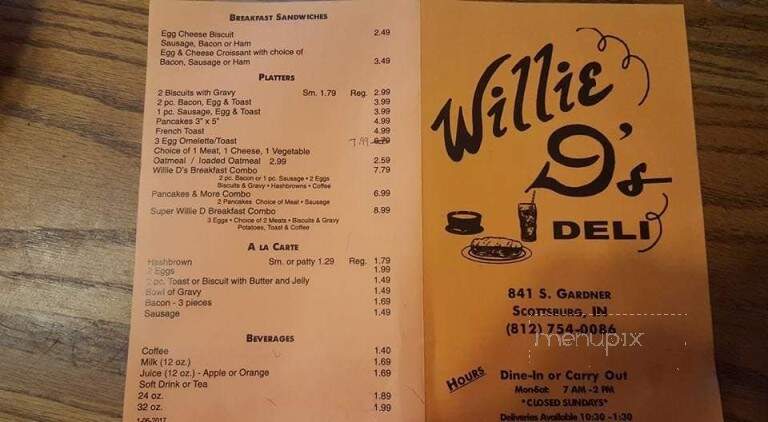 BREAKFAST SANDWICHES
Egg Cheese Biscuit 2.49
Sausage, Bacon or Ham
Egg & Cheese Croissant with choice of
Bacon, Sausage or Ham 3.49
PLATTERS
2 Biscuits with Gravy Sm. 1.79 Reg. 2.99
2 pc. Bacon, Egg & Toast 3.99
1 pc. Sausage, Egg & Toast 3.99
Pancakes 3" x 5" 4.99
French Toast 4.99
3 Egg Omelette/Toast 7.99 6.79
Choice of 1 Meat, 1 Cheese, 1 Vegetable
Oatmeal / loaded Oatmeal 2.99 2.59
Willie D's Breakfast Combo 7.79
2 pc. Bacon or 1 pc. Sausage • 2 Eggs
Biscuits & Gravy • Hashbrowns • Coffee
Pancakes & More Combo 6.99
2 Pancakes Choice of Meat • Sausage
Super Willie D Breakfast Combo 8.99
3 Eggs • Choice of 2 Meats • Biscuits & Gravy
Potatoes, Toast & Coffee
A LA CARTE
Hashbrown Sm. or patty 1.29 Reg. 1.79
2 Eggs 1.99
2 pc. Toast or Biscuit with Butter and Jelly 1.49
Bowl of Gravy 1.49
Bacon - 3 pieces 1.69
Sausage 1.49
BEVERAGES
Coffee 1.40
Milk (12 oz.) 1.69
Juice (12 oz.) - Apple or Orange 1.69
Soft Drink or Tea
24 oz. 1.89
32 oz. 1.99
1-06-2017
Willie
D's
DELI
841 S. GARDNER
SCOTTSBURG, IN
(812) 754-0086
menupix
HOURS
Dine-In or Carry Out
Mon-Sat: 7 AM -2 PM
*CLOSED SUNDAYS*
Deliveries Available 10:30 -1:30